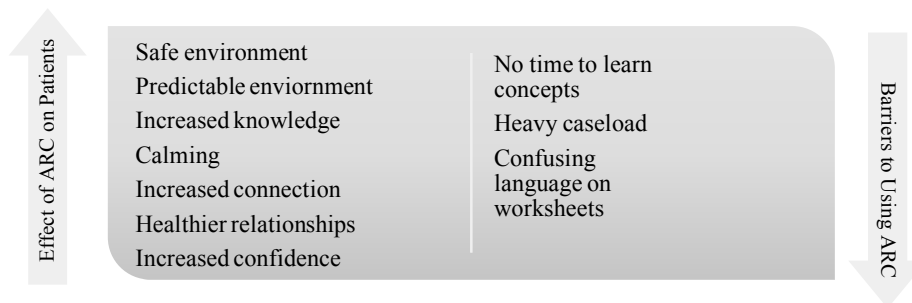 Effect of ARC on Patients
Safe environment
Predictable enviornment
Increased knowledge
Calming
Increased connection
Healthier relationships
Increased confidence
No time to learn
concepts
Heavy caseload
Confusing
language on
worksheets
Barriers to Using ARC